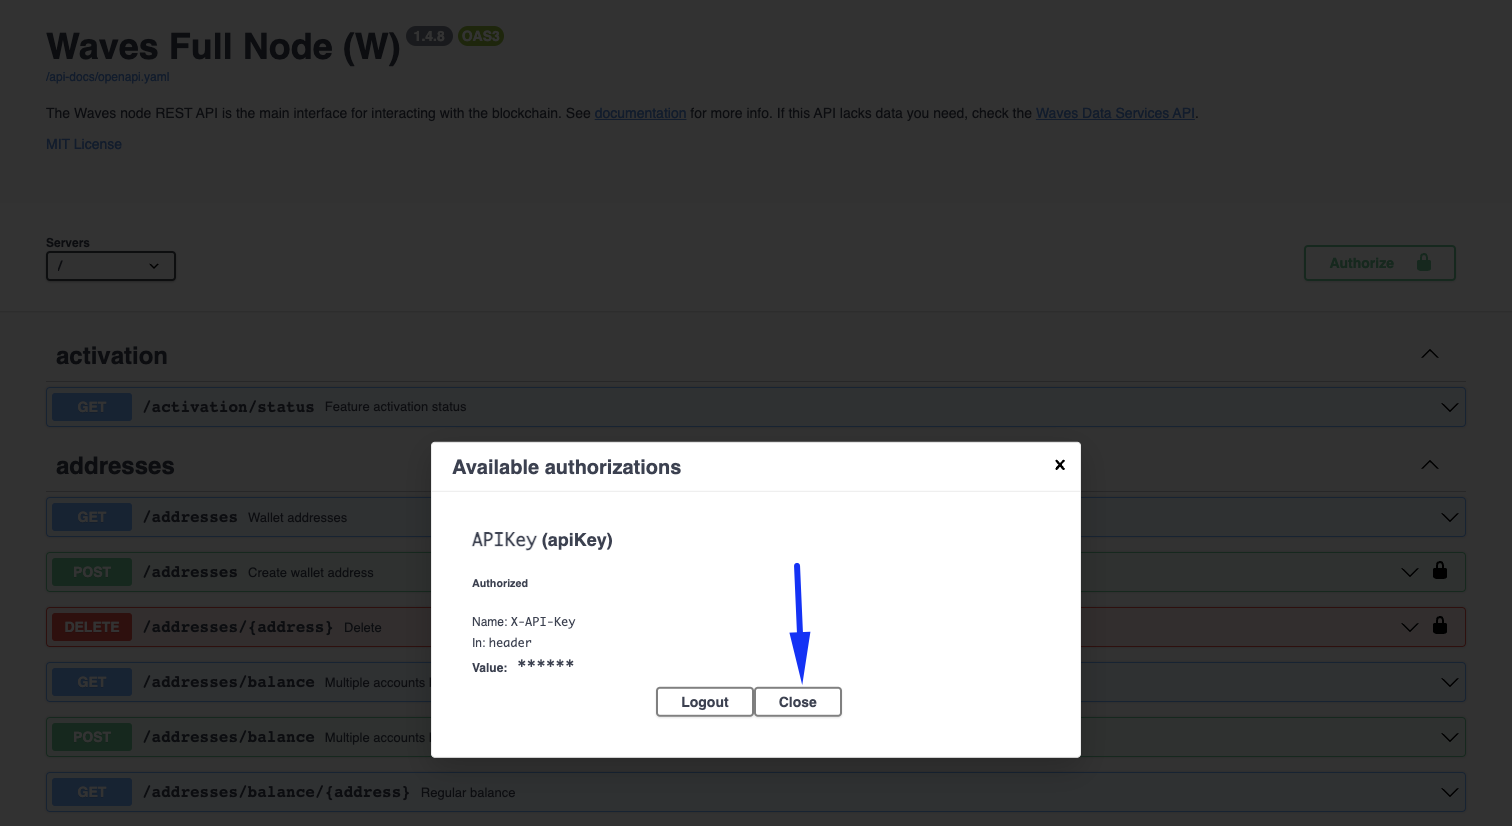 Waves Full Node (W) 1.4.8 OAS3
/api-docs/openapi.yaml
The Waves node REST API is the main interface for interacting with the blockchain. See documentation for more info. If this API lacks data you need, check the Waves Data Services API.
MIT License
Servers
/
Authorize
activation
GET /activation/status Feature activation status
addresses
GET /addresses Wallet addresses
POST /addresses Create wallet address
DELETE /addresses/{address} Delete
GET /addresses/balance Multiple accounts
POST /addresses/balance Multiple accounts
GET /addresses/balance/{address} Regular balance
Available authorizations
x
APIKey (apiKey)
Authorized
Name: X-API-Key
In: header
Value: ******
Logout Close